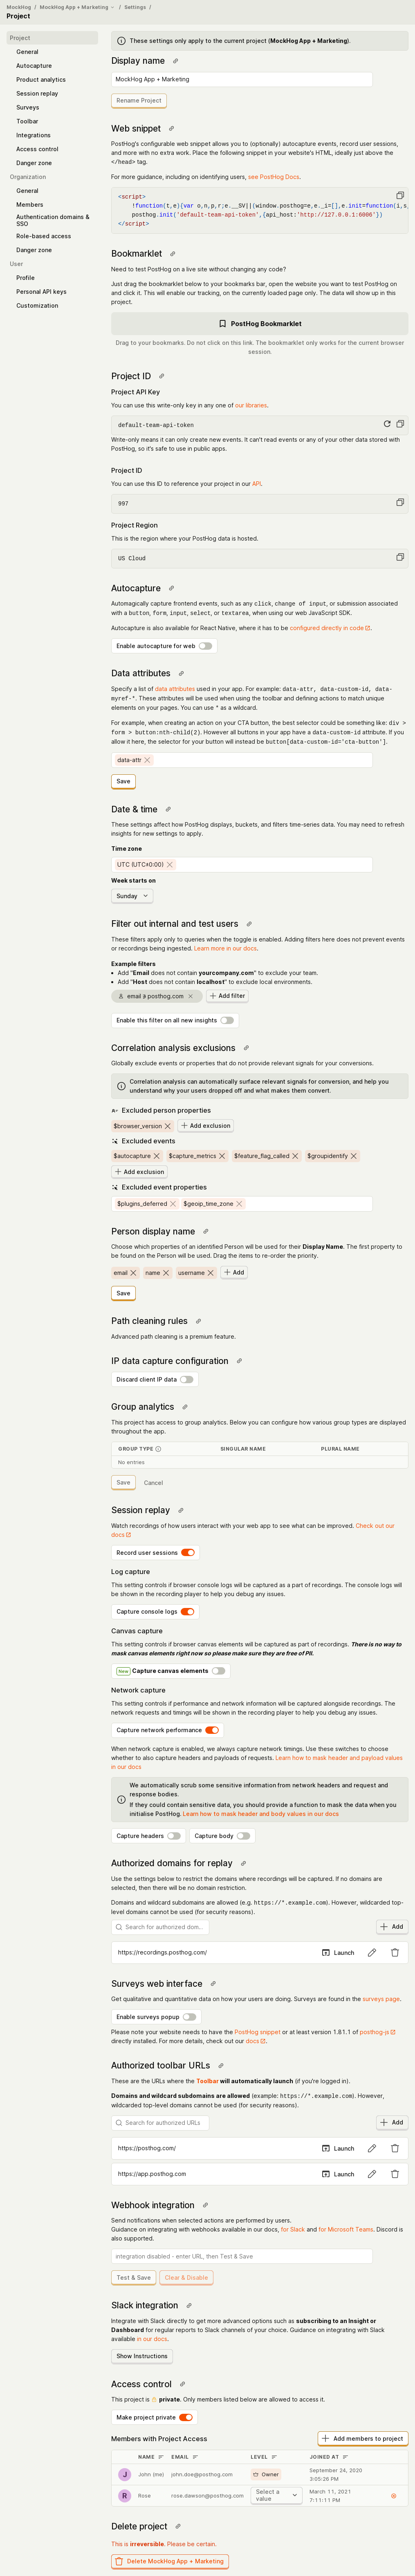 MockHog / MockHog App + Marketing / Settings /
Project
Project
General
Autocapture
Product analytics
Session replay
Surveys
Toolbar
Integrations
Access control
Danger zone
Organization
General
Members
Authentication domains &
SSO
Role-based access
Danger zone
User
Profile
Personal API keys
Customization
These settings only apply to the current project (MockHog App + Marketing).
Display name
MockHog App + Marketing
Rename Project
Web snippet
PostHog's configurable web snippet allows you to (optionally) autocapture events, record user sessions,
and more with no extra work. Place the following snippet in your website's HTML, ideally just above the
</head> tag.
For more guidance, including on identifying users, see PostHog Docs.
<script>
!function(t,e){var o,n,p,r;e.__SV||(window.posthog=e,e._i=[],e.init=function(i,s,
posthog.init('default-team-api-token',{api_host:'http://127.0.0.1:6006'})
</script>
Bookmarklet
Need to test PostHog on a live site without changing any code?
Just drag the bookmarklet below to your bookmarks bar, open the website you want to test PostHog on
and click it. This will enable our tracking, on the currently loaded page only. The data will show up in this
project.
PostHog Bookmarklet
Drag to your bookmarks. Do not click on this link. The bookmarklet only works for the current browser
session.
Project ID
Project API Key
You can use this write-only key in any one of our libraries.
default-team-api-token
Write-only means it can only create new events. It can't read events or any of your other data stored with
PostHog, so it's safe to use in public apps.
Project ID
You can use this ID to reference your project in our API.
997
Project Region
This is the region where your PostHog data is hosted.
US Cloud
Autocapture
Automagically capture frontend events, such as any click, change of input, or submission associated
with a button, form, input, select, or textarea, when using our web JavaScript SDK.
Autocapture is also available for React Native, where it has to be configured directly in code.
Enable autocapture for web
Data attributes
Specify a list of data attributes used in your app. For example: data-attr, data-custom-id, data-
myref-*. These attributes will be used when using the toolbar and defining actions to match unique
elements on your pages. You can use * as a wildcard.
For example, when creating an action on your CTA button, the best selector could be something like: div >
form > button:nth-child(2). However all buttons in your app have a data-custom-id attribute. If you
allow it here, the selector for your button will instead be button[data-custom-id='cta-button'].
data-attr
Save
Date & time
These settings affect how PostHog displays, buckets, and filters time-series data. You may need to refresh
insights for new settings to apply.
Time zone
UTC (UTC±0:00)
Week starts on
Sunday
Filter out internal and test users
These filters apply only to queries when the toggle is enabled. Adding filters here does not prevent events
or recordings being ingested. Learn more in our docs.
Example filters
Add "Email does not contain yourcompany.com" to exclude your team.
Add "Host does not contain localhost" to exclude local environments.
email ∌ posthog.com
Add filter
Enable this filter on all new insights
Correlation analysis exclusions
Globally exclude events or properties that do not provide relevant signals for your conversions.
Correlation analysis can automatically surface relevant signals for conversion, and help you
understand why your users dropped off and what makes them convert.
Excluded person properties
$browser_version
Add exclusion
Excluded events
$autocapture $capture_metrics $feature_flag_called $groupidentify
Add exclusion
Excluded event properties
$plugins_deferred $geoip_time_zone
Person display name
Choose which properties of an identified Person will be used for their Display Name. The first property to
be found on the Person will be used. Drag the items to re-order the priority.
email name username Add
Save
Path cleaning rules
Advanced path cleaning is a premium feature.
IP data capture configuration
Discard client IP data
Group analytics
This project has access to group analytics. Below you can configure how various group types are displayed
throughout the app.
GROUP TYPE SINGULAR NAME PLURAL NAME
No entries
Save Cancel
Session replay
Watch recordings of how users interact with your web app to see what can be improved. Check out our
docs
Record user sessions
Log capture
This setting controls if browser console logs will be captured as a part of recordings. The console logs will
be shown in the recording player to help you debug any issues.
Capture console logs
Canvas capture
This setting controls if browser canvas elements will be captured as part of recordings. There is no way to
mask canvas elements right now so please make sure they are free of PII.
New Capture canvas elements
Network capture
This setting controls if performance and network information will be captured alongside recordings. The
network requests and timings will be shown in the recording player to help you debug any issues.
Capture network performance
When network capture is enabled, we always capture network timings. Use these switches to choose
whether to also capture headers and payloads of requests. Learn how to mask header and payload values
in our docs
We automatically scrub some sensitive information from network headers and request and
response bodies.
If they could contain sensitive data, you should provide a function to mask the data when you
initialise PostHog. Learn how to mask header and body values in our docs
Capture headers Capture body
Authorized domains for replay
Use the settings below to restrict the domains where recordings will be captured. If no domains are
selected, then there will be no domain restriction.
Domains and wildcard subdomains are allowed (e.g. https://*.example.com). However, wildcarded top-
level domains cannot be used (for security reasons).
Search for authorized dom... Add
https://recordings.posthog.com/ Launch
Surveys web interface
Get qualitative and quantitative data on how your users are doing. Surveys are found in the surveys page.
Enable surveys popup
Please note your website needs to have the PostHog snippet or at least version 1.81.1 of posthog-js
directly installed. For more details, check out our docs.
Authorized toolbar URLs
These are the URLs where the Toolbar will automatically launch (if you're logged in).
Domains and wildcard subdomains are allowed (example: https://*.example.com). However,
wildcarded top-level domains cannot be used (for security reasons).
Search for authorized URLs Add
https://posthog.com/ Launch
https://app.posthog.com Launch
Webhook integration
Send notifications when selected actions are performed by users.
Guidance on integrating with webhooks available in our docs, for Slack and for Microsoft Teams. Discord is
also supported.
integration disabled - enter URL, then Test & Save
Test & Save Clear & Disable
Slack integration
Integrate with Slack directly to get more advanced options such as subscribing to an Insight or
Dashboard for regular reports to Slack channels of your choice. Guidance on integrating with Slack
available in our docs.
Show Instructions
Access control
This project is private. Only members listed below are allowed to access it.
Make project private
Members with Project Access Add members to project
NAME EMAIL LEVEL JOINED AT
J John (me) john.doe@posthog.com Owner September 24, 2020
3:05:26 PM
R Rose rose.dawson@posthog.com Select a value March 11, 2021
7:11:11 PM
Delete project
This is irreversible. Please be certain.
Delete MockHog App + Marketing